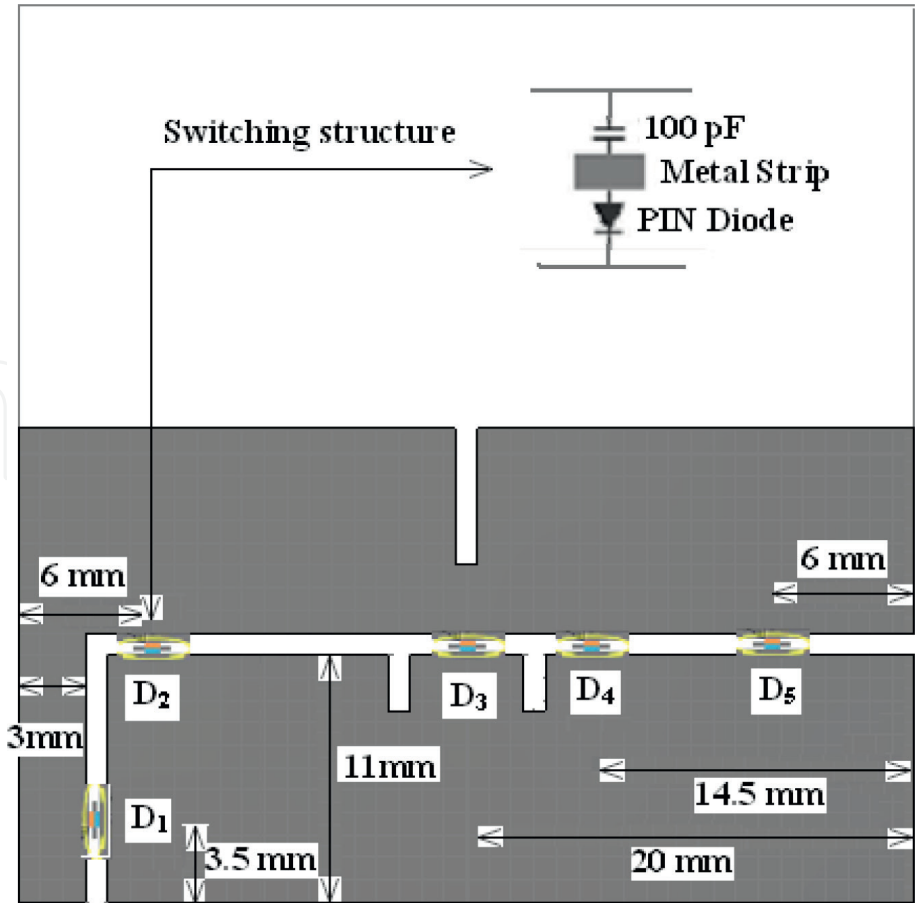 100 pF
Switching structure
Metal Strip
PIN Diode
6 mm
6 mm
D2
D3
D4
D5
3mm
11mm
14.5 mm
D1
3.5 mm
20 mm